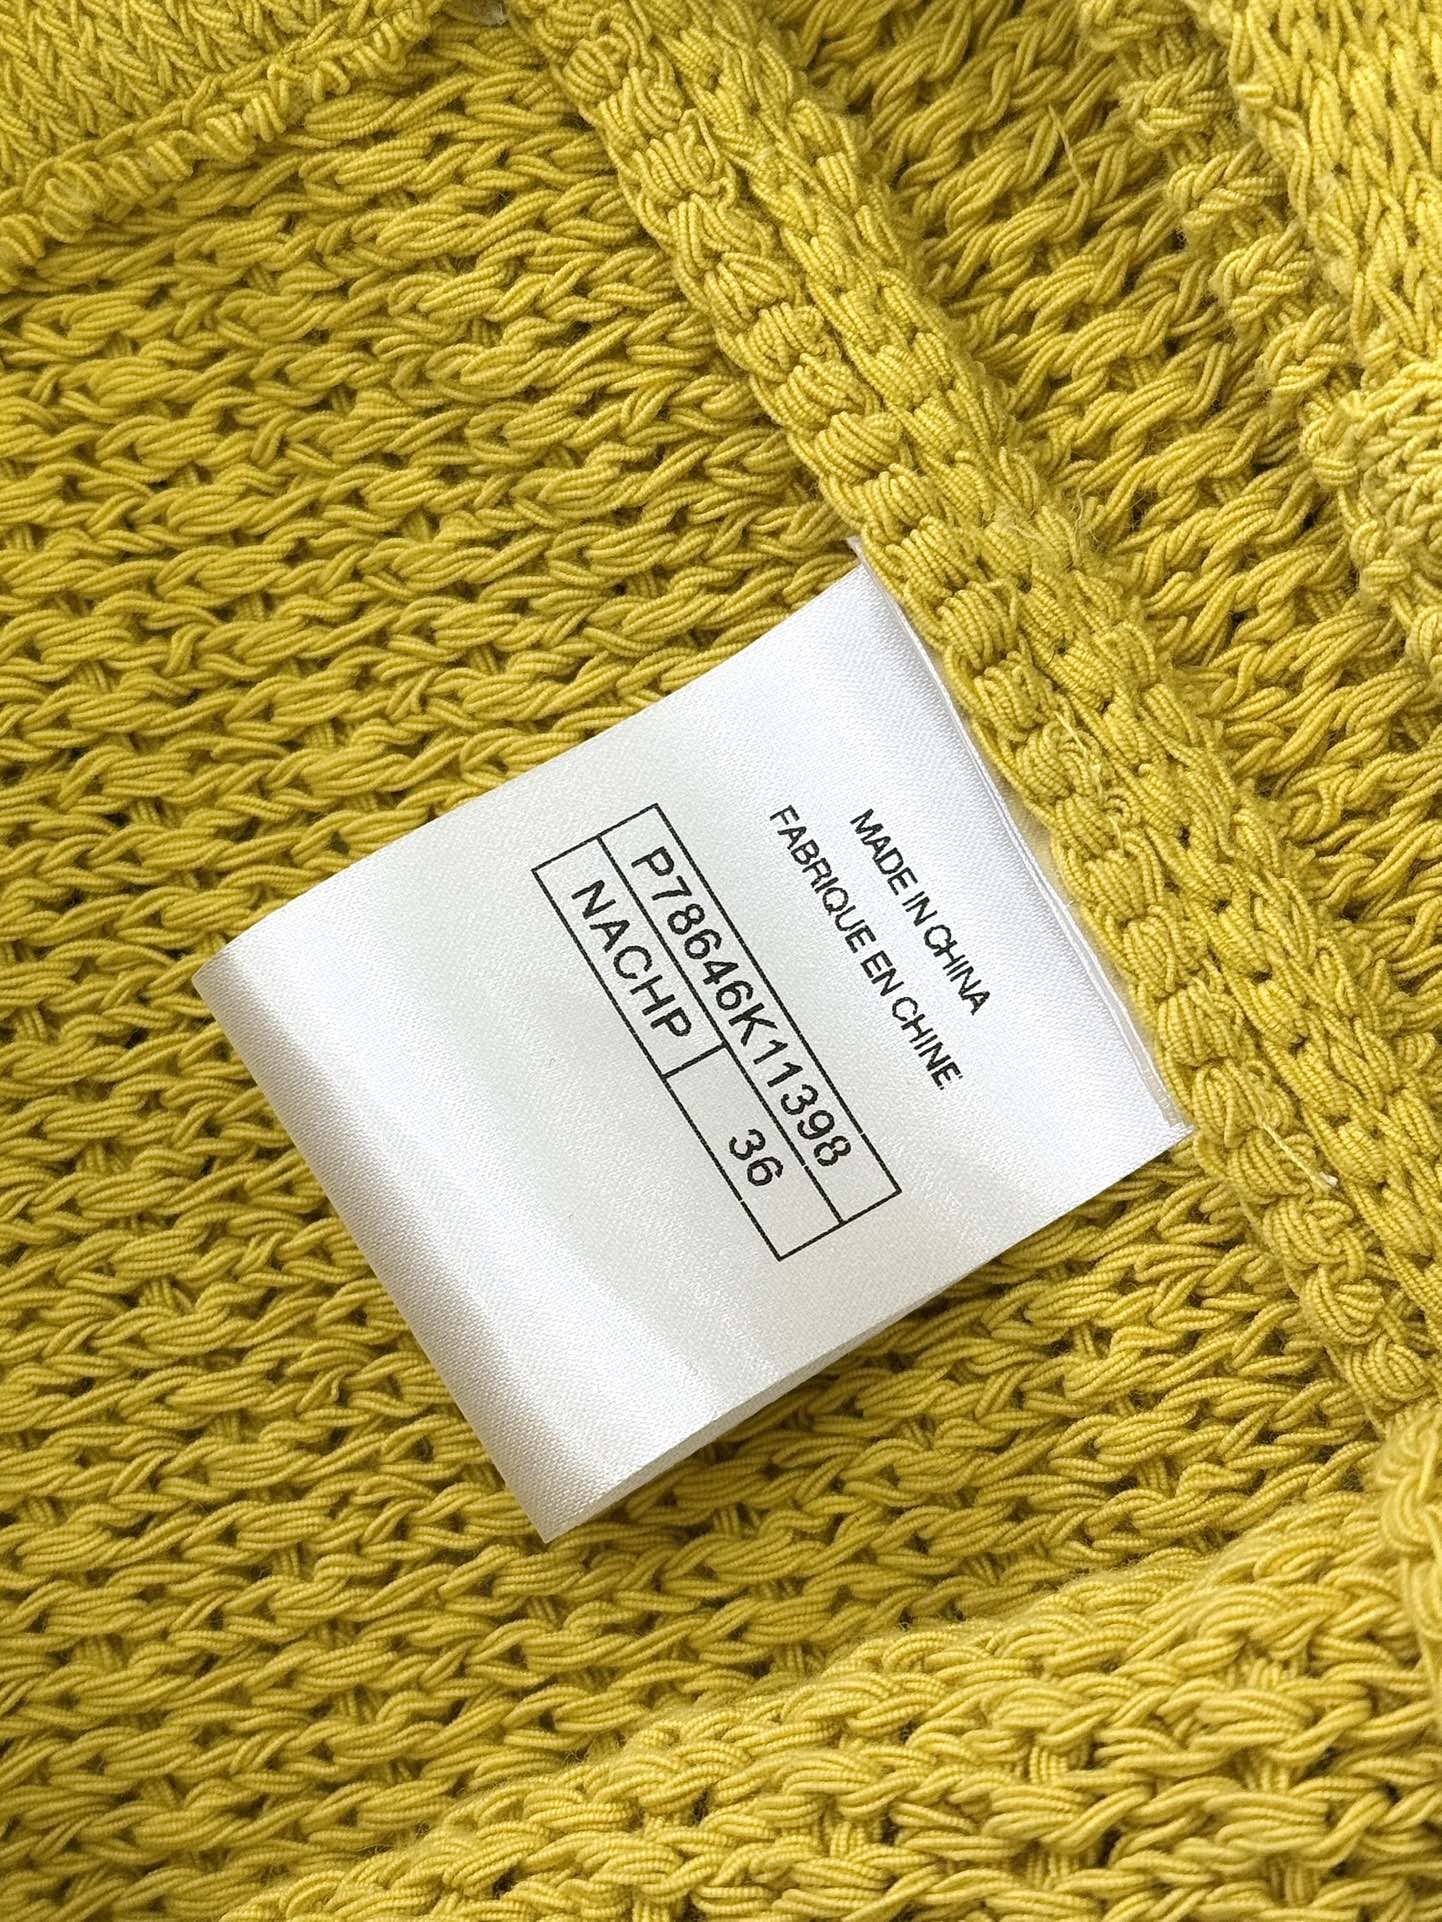 MADE IN CHINA
FABRIQUE EN CHINE
P78646K11398
NACHP 36